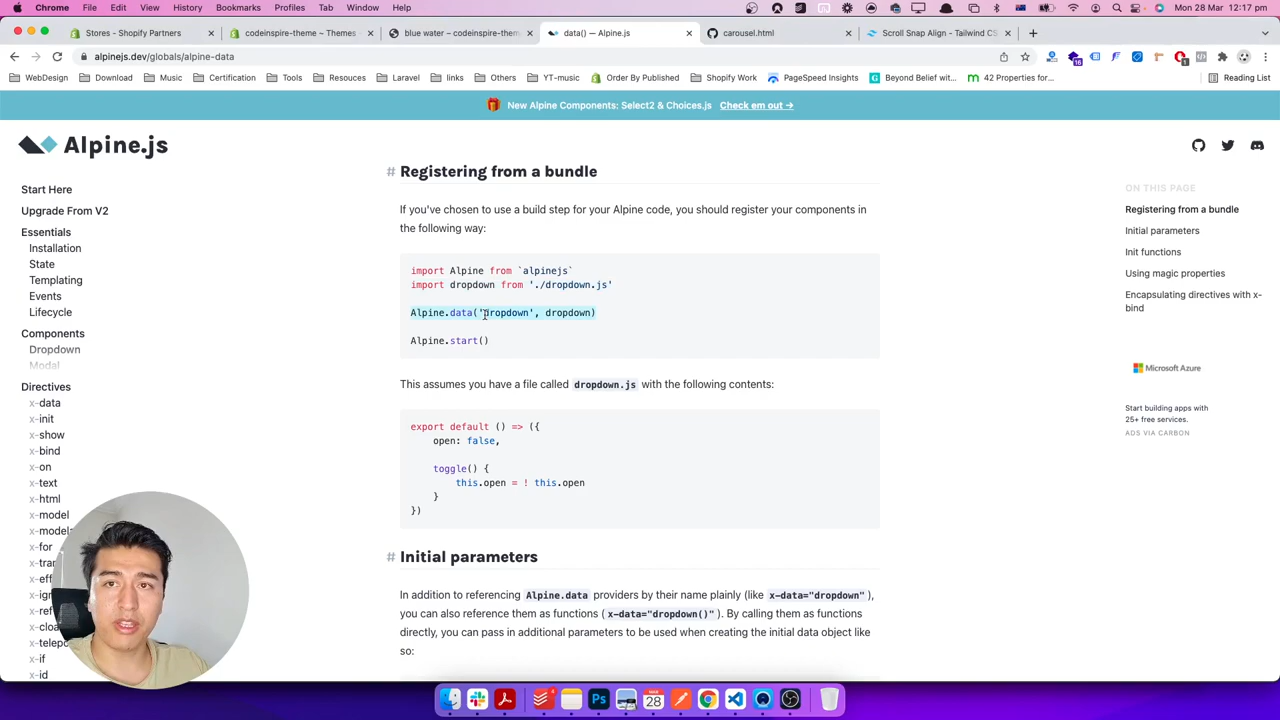 Chrome File Edit View History Bookmarks Profiles Tab Window Help Mon 28 Mar 12:17 pm
Stores - Shopify Partners
codeinspire-theme ~ Themes
blue water – codeinspire-them
data() — Alpine.js
carousel.html
Scroll Snap Align - Tailwind CS
alpinejs.dev/globals/alpine-data
WebDesign Download Music Certification Tools Resouces Laravel links Others YT-music Order By Published Shopify Work PageSpeed Insights Beyond Belief wit... 42 Properties for... Reading List
New Alpine Components: Select2 & Choices.js Check em out →
Alpine.js
Start Here
Upgrade From V2
Essentials
Installation
State
Templating
Events
Lifecycle
Components
Dropdown
Modal
Directives
x-data
x-init
x-show
x-bind
x-on
x-text
x-html
x-model
x-model
x-for
x-tra
x-eff
x-ign
x-ref
x-cloa
x-telepo
x-if
x-id
# Registering from a bundle
If you've chosen to use a build step for your Alpine code, you should register your components in
the following way:
import Alpine from `alpinejs`
import dropdown from './dropdown.js'
Alpine.data('dropdown', dropdown)
Alpine.start()
This assumes you have a file called dropdown.js with the following contents:
export default () => ({
open: false,
toggle() {
this.open = ! this.open
}
})
# Initial parameters
In addition to referencing Alpine.data providers by their name plainly (like x-data="dropdown"),
you can also reference them as functions (x-data="dropdown()"). By calling them as functions
directly, you can pass in additional parameters to be used when creating the initial data object like
so:
ON THIS PAGE
Registering from a bundle
Initial parameters
Init functions
Using magic properties
Encapsulating directives with x-
bind
Microsoft Azure
Start building apps with
25+ free services.
ADS VIA CARBON